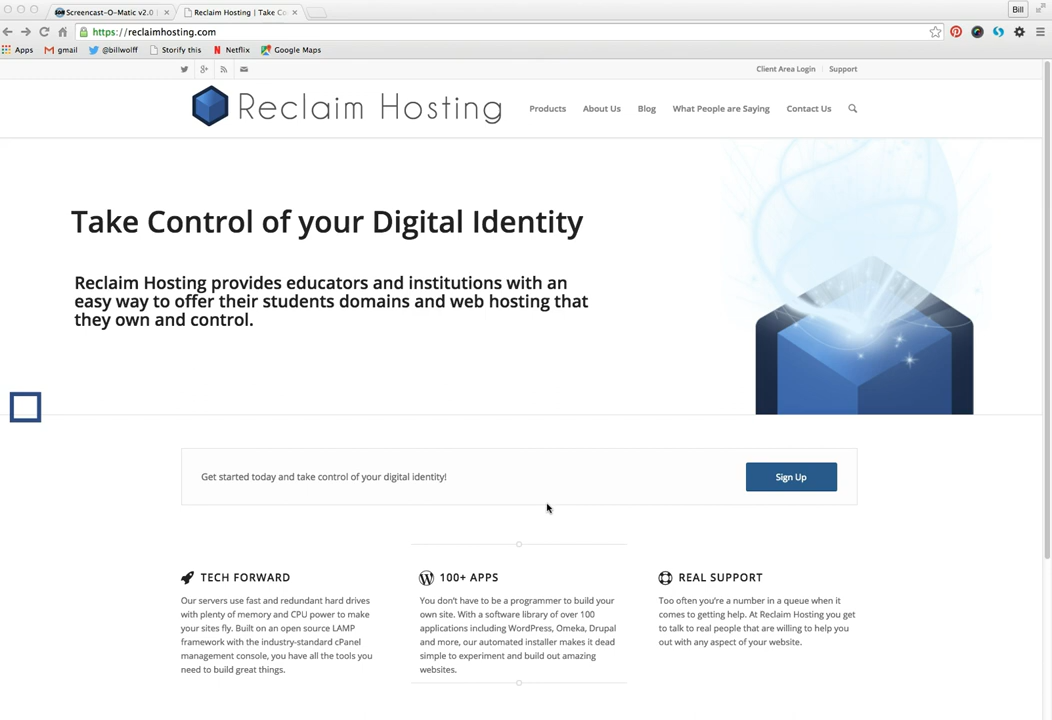 Screencast-O-Matic v2.0
Reclaim Hosting | Take Co
Bill
https://reclaimhosting.com
Apps gmail @billwolff Storify this Netflix Google Maps
Client Area Login Support
Reclaim Hosting
Products About Us Blog What People are Saying Contact Us
Take Control of your Digital Identity
Reclaim Hosting provides educators and institutions with an
easy way to offer their students domains and web hosting that
they own and control.
Get started today and take control of your digital identity!
Sign Up
TECH FORWARD
Our servers use fast and redundant hard drives
with plenty of memory and CPU power to make
your sites fly. Built on an open source LAMP
framework with the industry-standard cPanel
management console, you have all the tools you
need to build great things.
100+ APPS
You don't have to be a programmer to build your
own site. With a software library of over 100
applications including WordPress, Omeka, Drupal
and more, our automated installer makes it dead
simple to experiment and build out amazing
websites.
REAL SUPPORT
Too often you're a number in a queue when it
comes to getting help. At Reclaim Hosting you get
to talk to real people that are willing to help you
out with any aspect of your website.